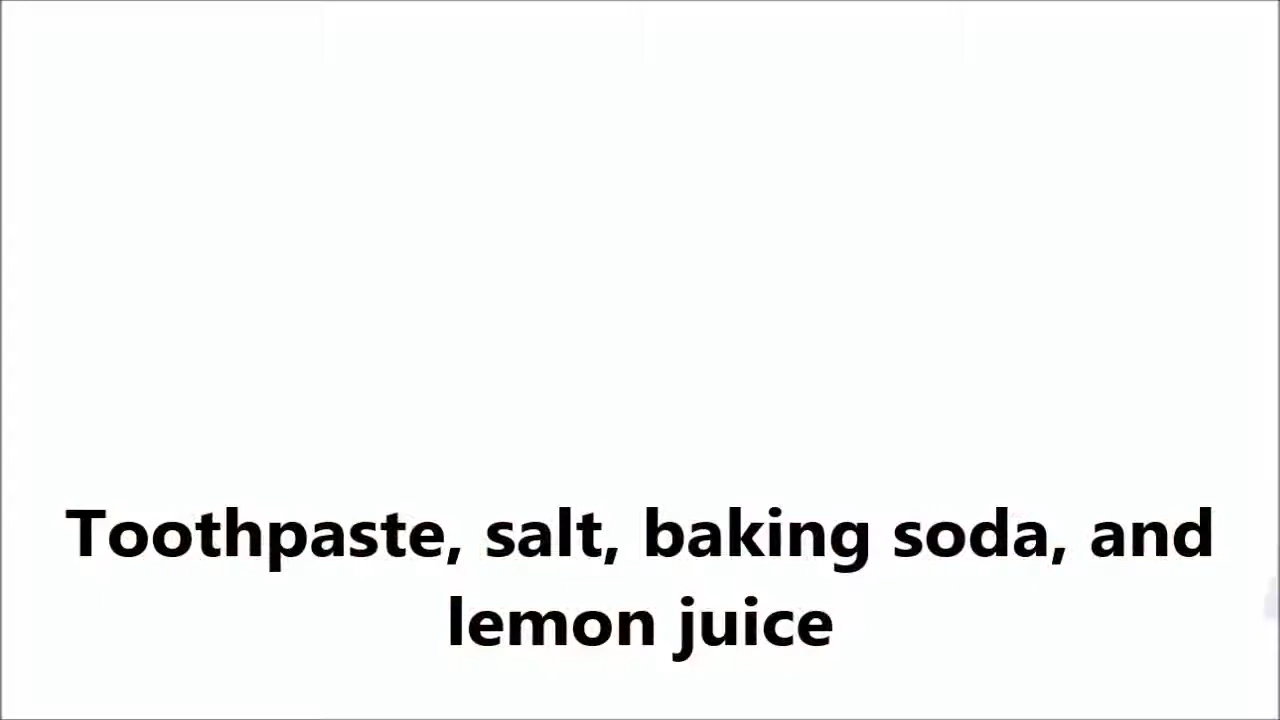 Toothpaste, salt, baking soda, and
lemon juice